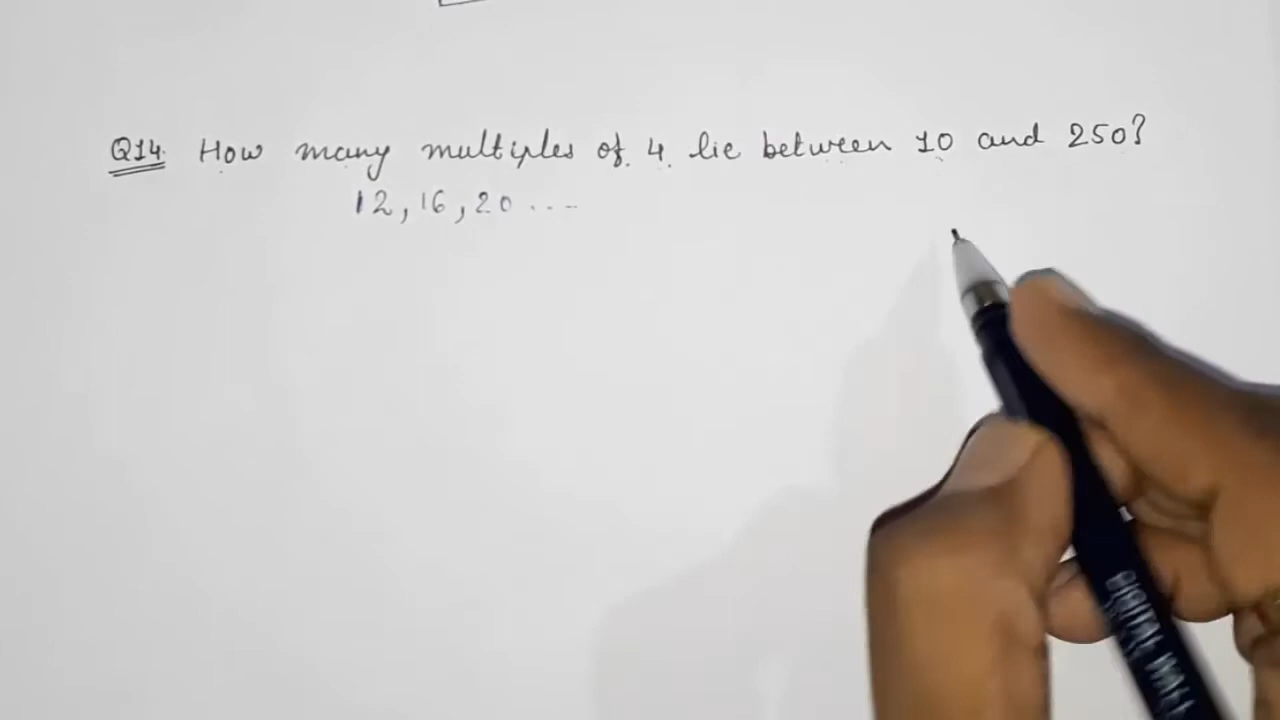 Q14. How many multiples of 4 lie between 10 and 250?
12, 16, 20 ....